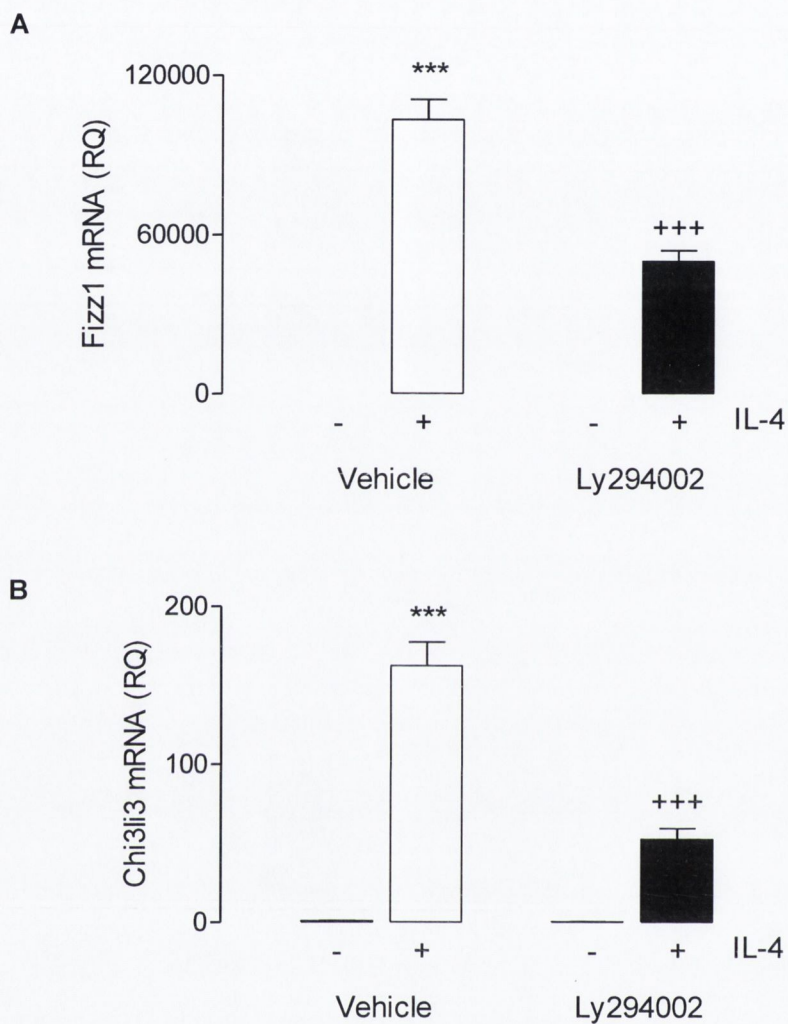 A
120000
***
Fizz1 mRNA (RQ)
60000
+++
0
- + - + IL-4
Vehicle Ly294002
B
200
***
Chi3li3 mRNA (RQ)
100
+++
0
- + - + IL-4
Vehicle Ly294002